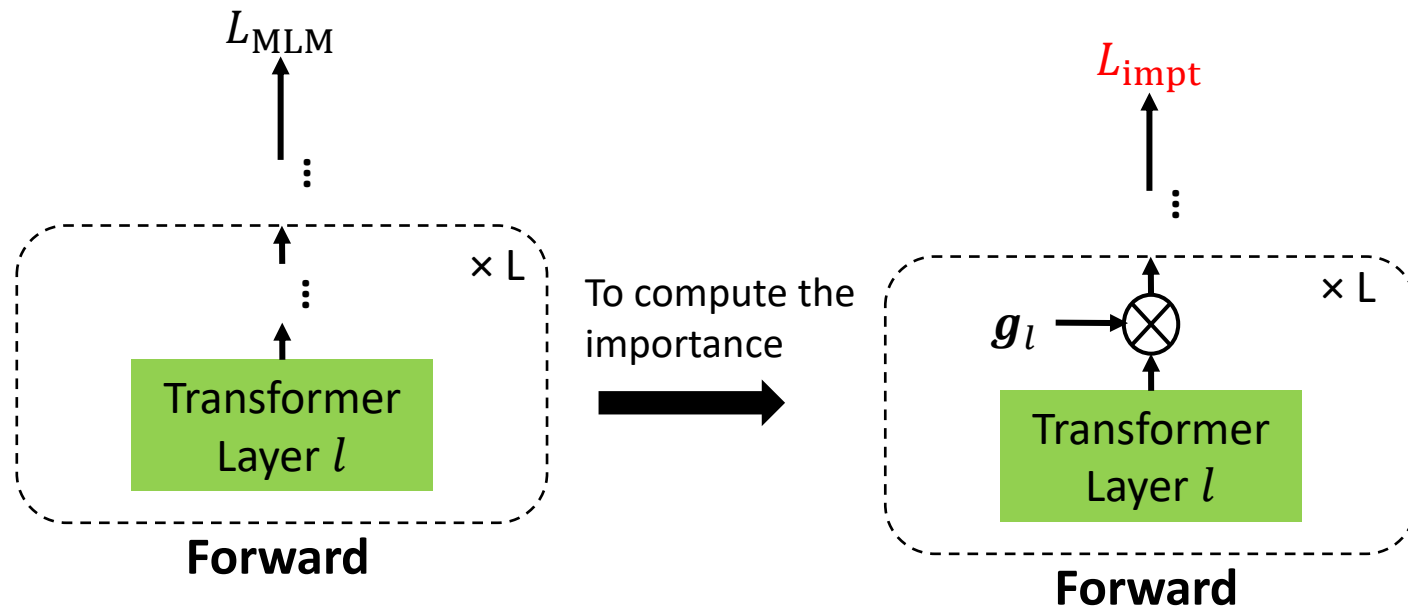 L_MLM
⋮
× L
⋮
Transformer
Layer l
Forward
To compute the
importance
L_impt
⋮
× L
g_l
Transformer
Layer l
Forward